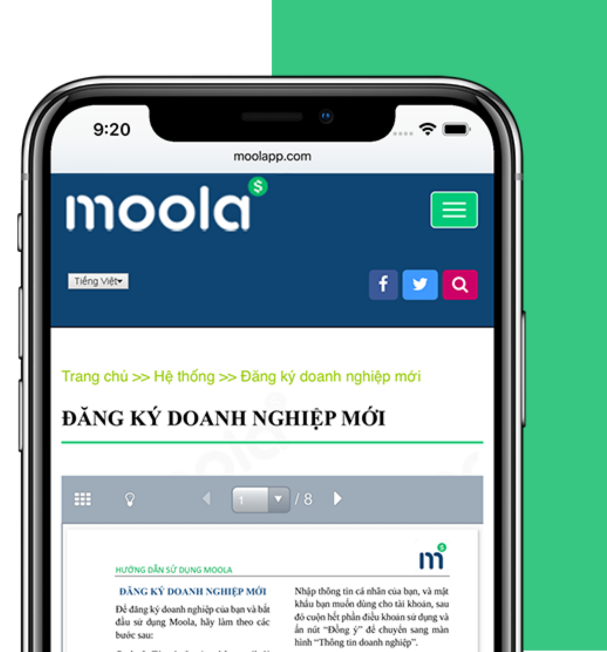 9:20
moolapp.com
moola
$
Tiếng Việt
Trang chủ >> Hệ thống >> Đăng ký doanh nghiệp mới
ĐĂNG KÝ DOANH NGHIỆP MỚI
1 / 8
HƯỚNG DẪN SỬ DỤNG MOOLA
m
ĐĂNG KÝ DOANH NGHIỆP MỚI
Để đăng ký doanh nghiệp của bạn và bắt
đầu sử dụng Moola, hãy làm theo các
bước sau:
Nhập thông tin cá nhân của bạn, và mật
khẩu bạn muốn dùng cho tài khoản, sau
đó cuộn hết phần điều khoản sử dụng và
ấn nút “Đồng ý” để chuyển sang màn
hình “Thông tin doanh nghiệp”.